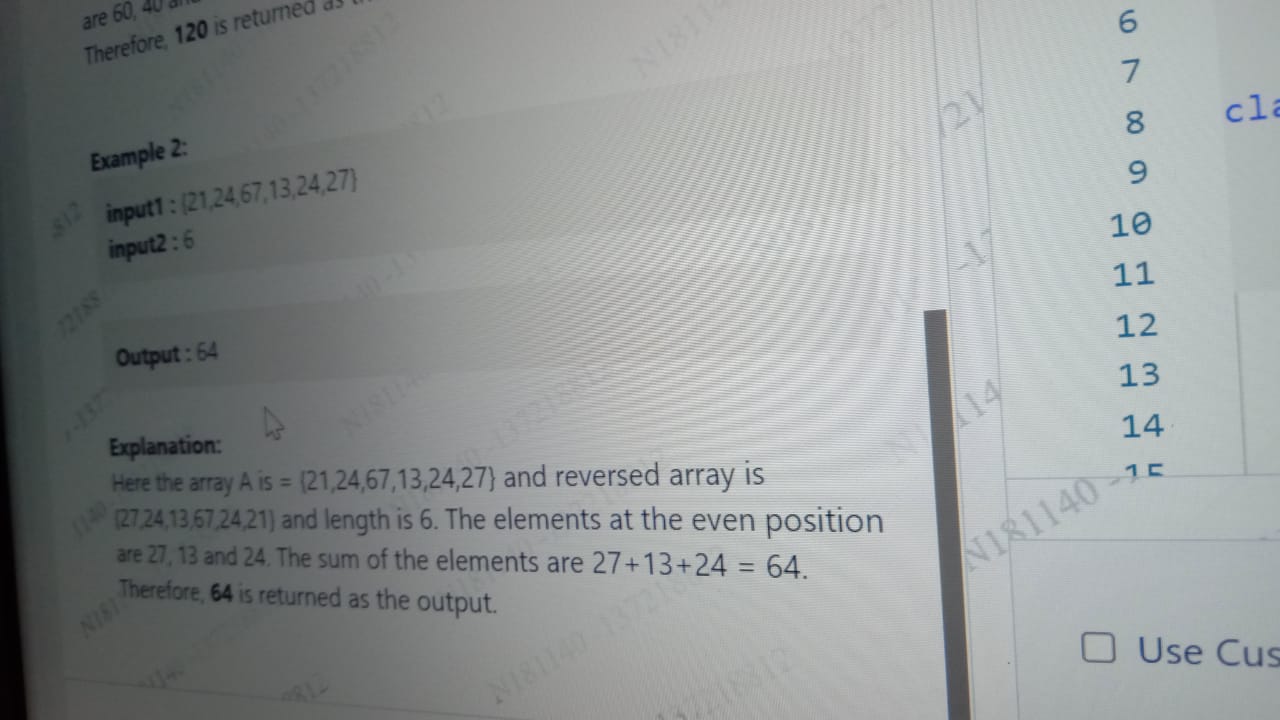 are 60, 40 and
Therefore, 120 is returned as
Example 2:
input1 : {21,24,67,13,24,27}
input2 : 6
Output : 64
Explanation:
Here the array A is = {21,24,67,13,24,27} and reversed array is
{27,24,13,67,24,21} and length is 6. The elements at the even position
are 27, 13 and 24. The sum of the elements are 27+13+24 = 64.
Therefore, 64 is returned as the output.
6
7
8 cla
9
10
11
12
13
14
15
N181140 -
Use Cus